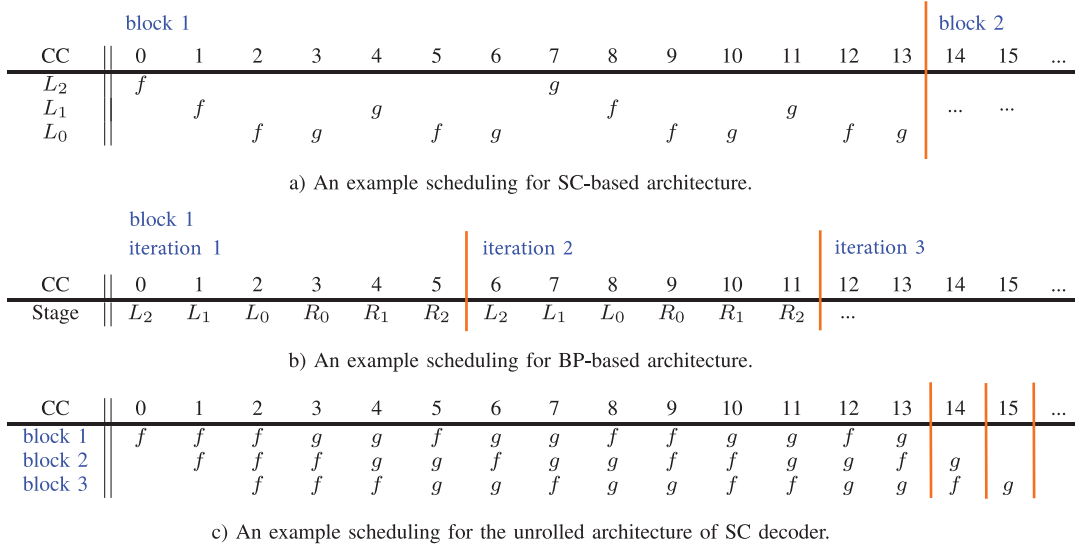 block 1 block 2
CC 0 1 2 3 4 5 6 7 8 9 10 11 12 13 14 15 ...
L₂ f g
L₁ f g f g ... ...
L₀ f g f g f g f g
a) An example scheduling for SC-based architecture.
block 1
iteration 1 iteration 2 iteration 3
CC 0 1 2 3 4 5 6 7 8 9 10 11 12 13 14 15 ...
Stage L₂ L₁ L₀ R₀ R₁ R₂ L₂ L₁ L₀ R₀ R₁ R₂ ...
b) An example scheduling for BP-based architecture.
CC 0 1 2 3 4 5 6 7 8 9 10 11 12 13 14 15 ...
block 1 f f f g g f g g f f g g f g
block 2 f f f g g f g g f f g g f g
block 3 f f f g g f g g f f g g f g
c) An example scheduling for the unrolled architecture of SC decoder.